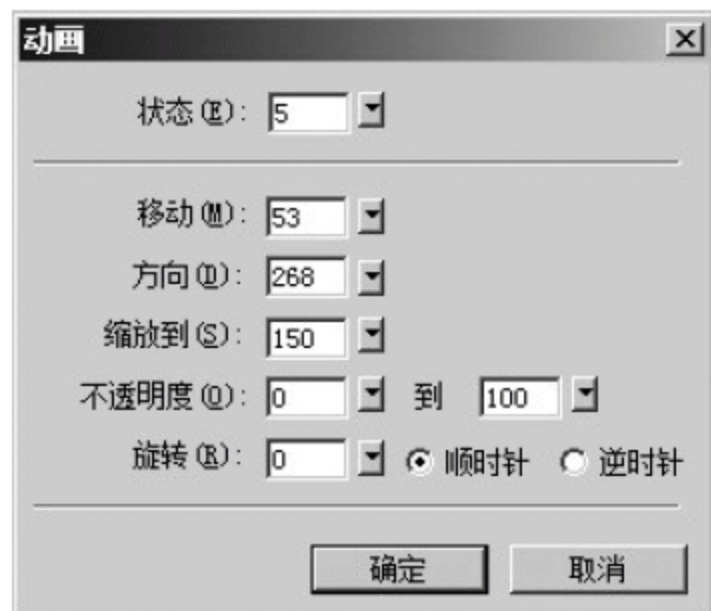 动画
状态(E): 5
移动(M): 53
方向(D): 268
缩放到(S): 150
不透明度(O): 0 到 100
旋转(R): 0 顺时针 逆时针
确定 取消